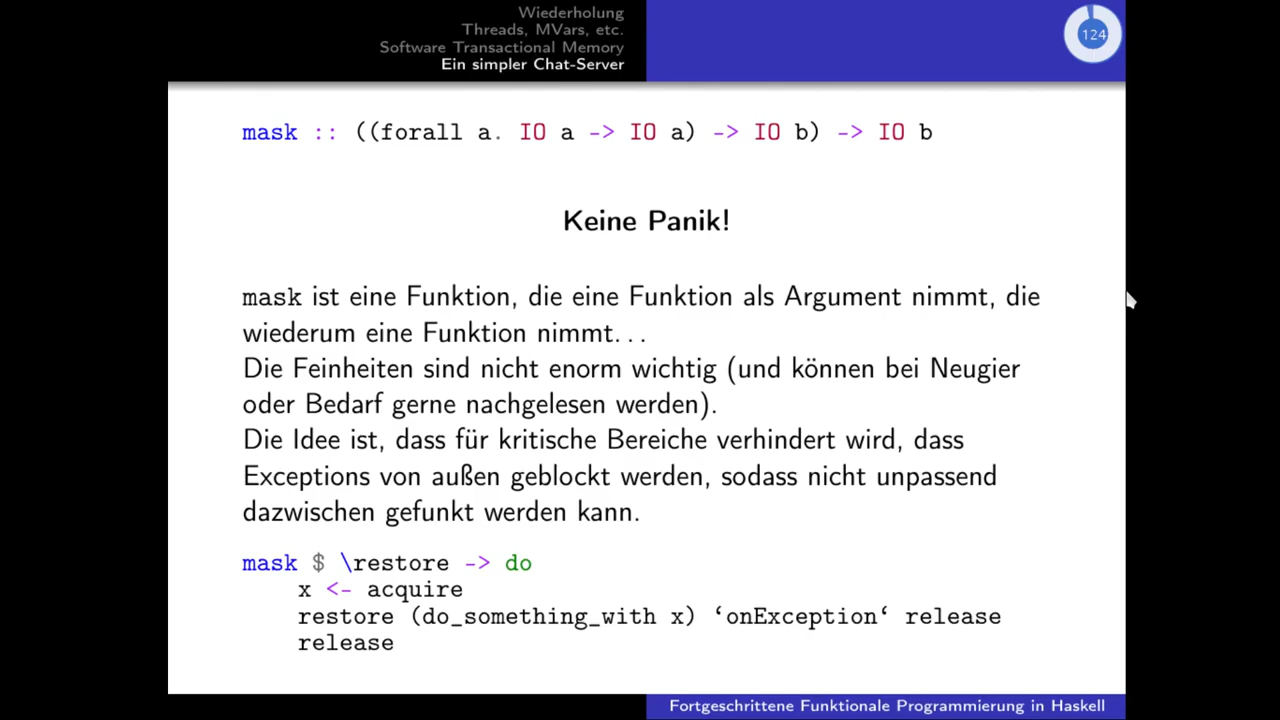 Wiederholung
Threads, MVars, etc.
Software Transactional Memory
Ein simpler Chat-Server
124
mask :: ((forall a. IO a -> IO a) -> IO b) -> IO b
Keine Panik!
mask ist eine Funktion, die eine Funktion als Argument nimmt, die
wiederum eine Funktion nimmt...
Die Feinheiten sind nicht enorm wichtig (und können bei Neugier
oder Bedarf gerne nachgelesen werden).
Die Idee ist, dass für kritische Bereiche verhindert wird, dass
Exceptions von außen geblockt werden, sodass nicht unpassend
dazwischen gefunkt werden kann.
mask $ \restore -> do
    x <- acquire
    restore (do_something_with x) ‘onException‘ release
    release
Fortgeschrittene Funktionale Programmierung in Haskell